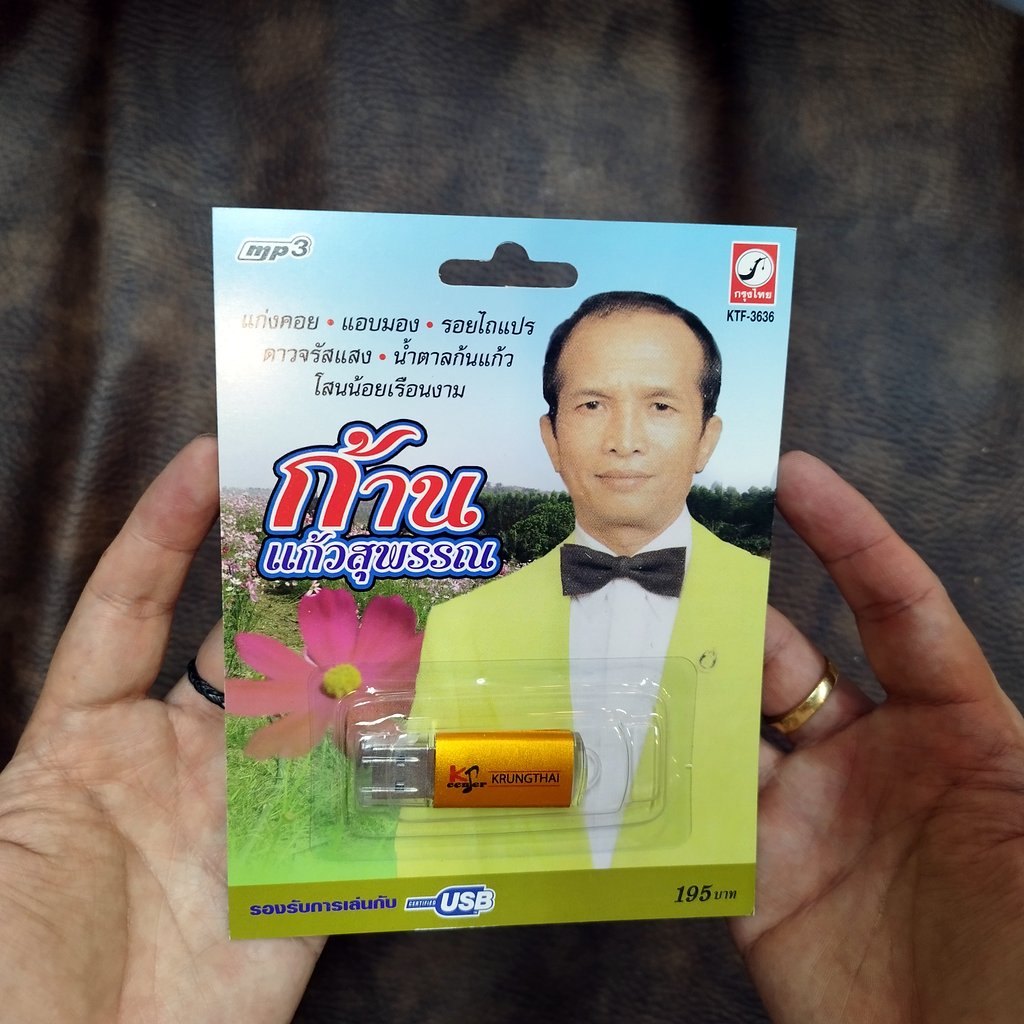 mp3
กรุงไทย
KTF-3636
แก่งคอย • แอบมอง • รอยไถแปร
ดาวจรัสแสง • น้ำตาลก้นแก้ว
โสนน้อยเรือนงาม
ก้าน
แก้วสุพรรณ
K center KRUNGTHAI
รองรับการเล่นกับ CERTIFIED USB
195 บาท